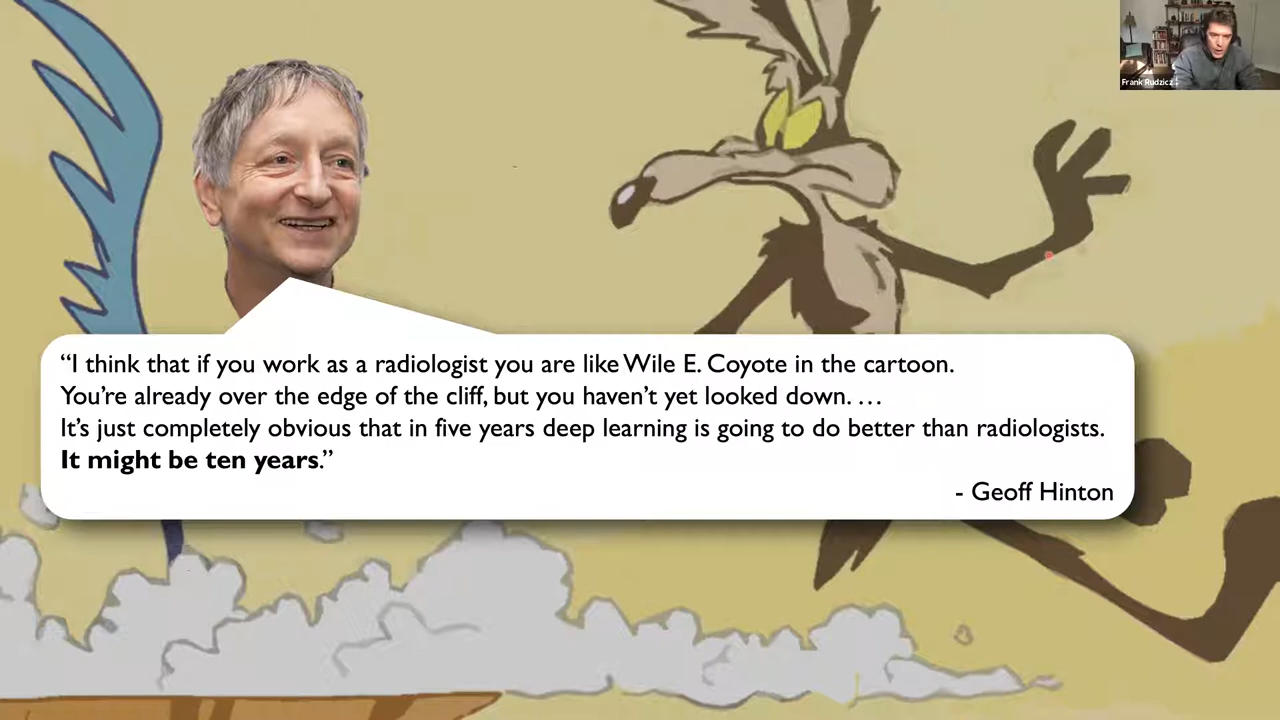 Frank Rudzicz
“I think that if you work as a radiologist you are like Wile E. Coyote in the cartoon.
You’re already over the edge of the cliff, but you haven’t yet looked down. …
It’s just completely obvious that in five years deep learning is going to do better than radiologists.
It might be ten years.”
- Geoff Hinton